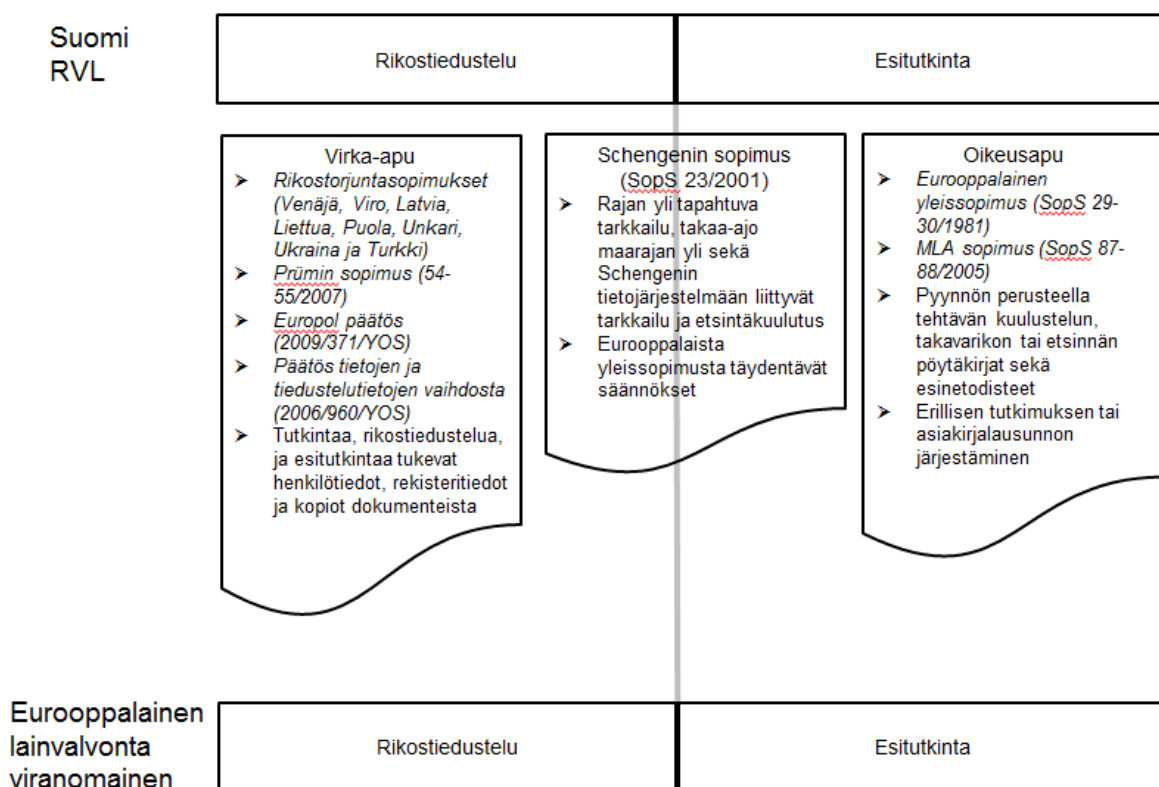 Suomi
RVL
Rikostiedustelu
Esitutkinta
Virka-apu
➤ Rikostorjuntasopimukset
(Venäjä, Viro, Latvia,
Liettua, Puola, Unkari,
Ukraina ja Turkki)
➤ Prümin sopimus (54-
55/2007)
➤ Europol päätös
(2009/371/YOS)
➤ Päätös tietojen ja
tiedustelutietojen vaihdosta
(2006/960/YOS)
➤ Tutkintaa, rikostiedustelua,
ja esitutkintaa tukevat
henkilötiedot, rekisteritiedot
ja kopiot dokumenteista
Schengenin sopimus
(SopS 23/2001)
➤ Rajan yli tapahtuva
tarkkailu, takaa-ajo
maarajan yli sekä
Schengenin
tietojärjestelmään liittyvät
tarkkailu ja etsintäkuulutus
➤ Eurooppalaista
yleissopimusta täydentävät
säännökset
Oikeusapu
➤ Eurooppalainen
yleissopimus (SopS 29-
30/1981)
➤ MLA sopimus (SopS 87-
88/2005)
➤ Pyynnön perusteella
tehtävän kuulustelun,
takavarikon tai etsinnän
pöytäkirjat sekä
esinetodisteet
➤ Erillisen tutkimuksen tai
asiakirjalausunnon
järjestäminen
Eurooppalainen
lainvalvonta
viranomainen
Rikostiedustelu
Esitutkinta